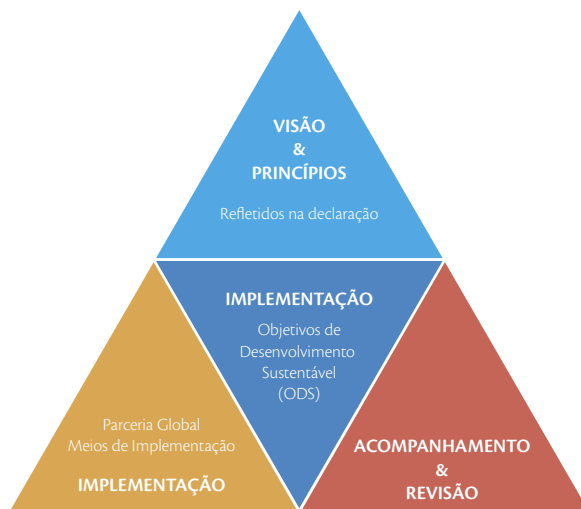 VISÃO
&
PRINCÍPIOS
Refletidos na declaração
IMPLEMENTAÇÃO
Objetivos de
Desenvolvimento
Sustentável
(ODS)
Parceria Global
Meios de Implementação
IMPLEMENTAÇÃO
ACOMPANHAMENTO
&
REVISÃO